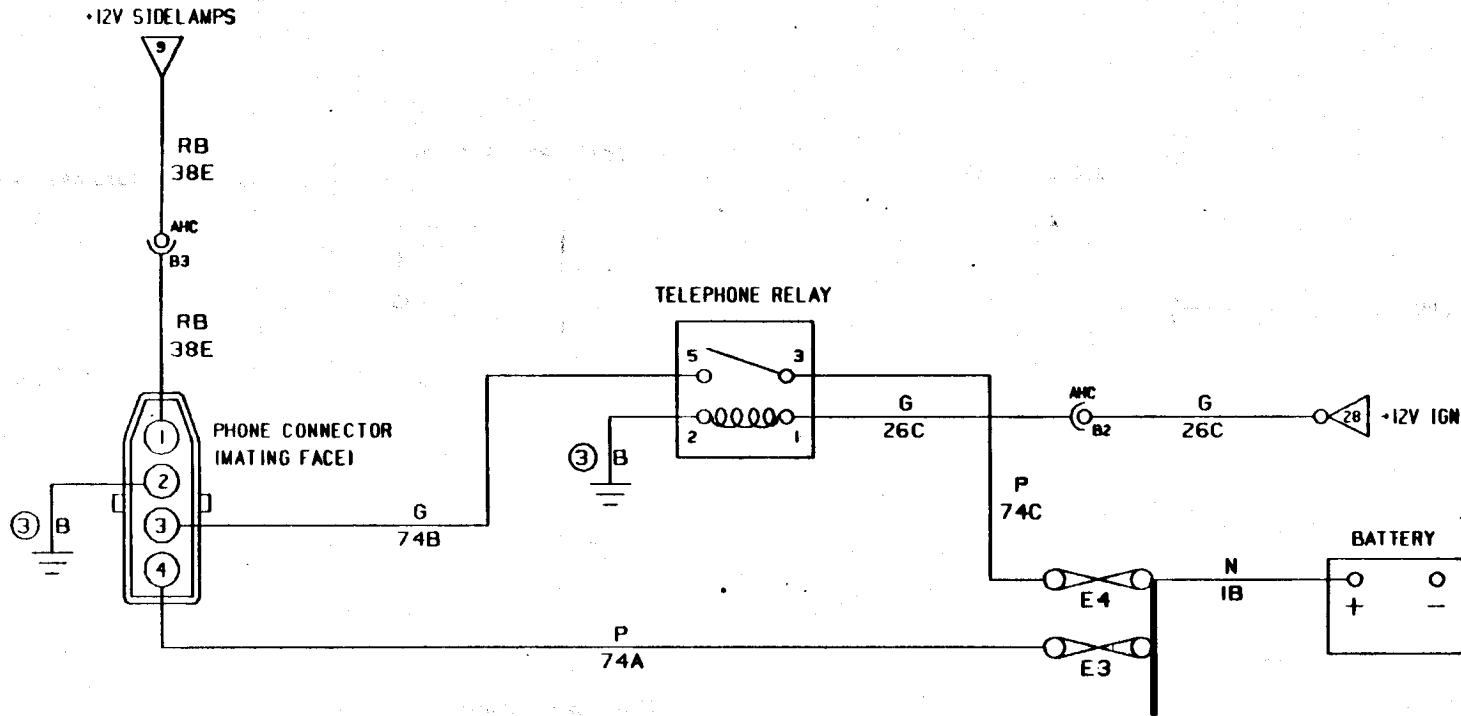 +12V SIDELAMPS
9
RB
38E
AHC
B3
RB
38E
TELEPHONE RELAY
5 3
2 1
G
26C
AHC
B2
G
26C
28 +12V IGN
3 B
P
74C
1
2
3
4
PHONE CONNECTOR
(MATING FACE)
3 B
G
74B
BATTERY
+ -
N
1B
E4
P
74A
E3